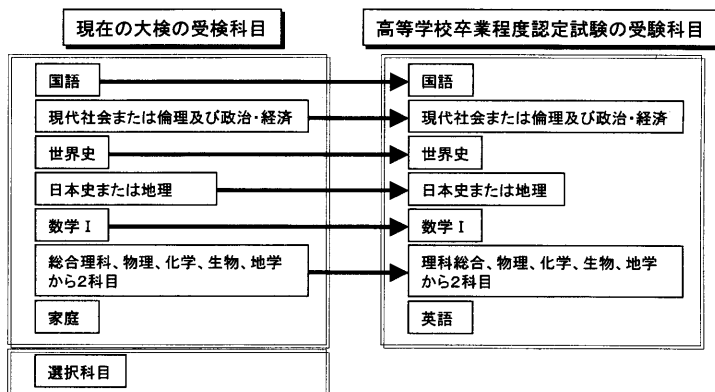 現在の大検の受検科目
高等学校卒業程度認定試験の受験科目
国語
現代社会または倫理及び政治・経済
世界史
日本史または地理
数学Ⅰ
総合理科、物理、化学、生物、地学
から2科目
家庭
選択科目
国語
現代社会または倫理及び政治・経済
世界史
日本史または地理
数学Ⅰ
理科総合、物理、化学、生物、地学
から2科目
英語